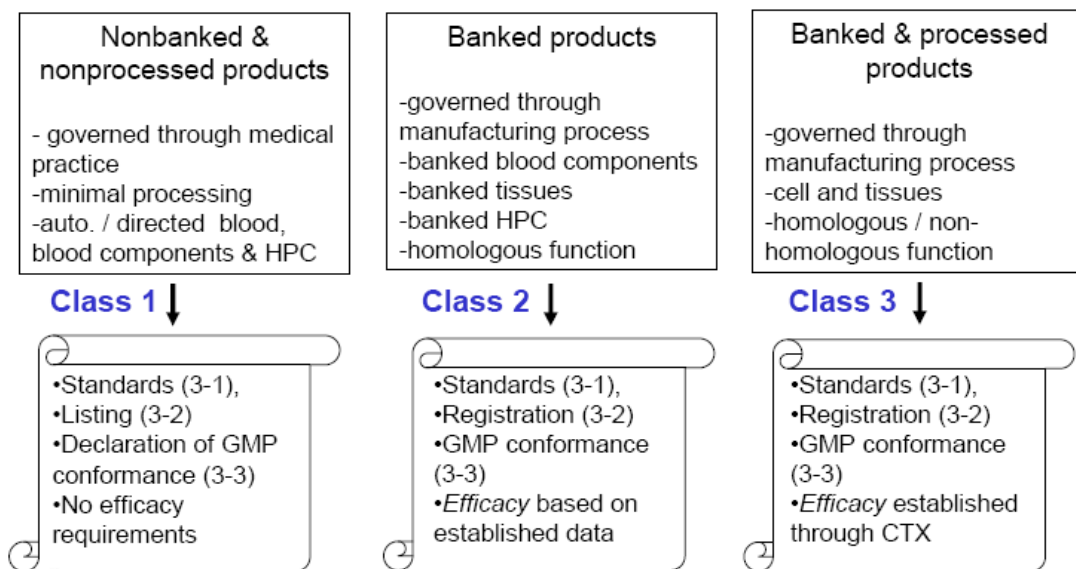 Nonbanked &
nonprocessed products
- governed through medical
practice
-minimal processing
-auto. / directed blood,
blood components & HPC
Class 1
•Standards (3-1),
•Listing (3-2)
•Declaration of GMP
conformance (3-3)
•No efficacy
requirements
Banked products
-governed through
manufacturing process
-banked blood components
-banked tissues
-banked HPC
-homologous function
Class 2
•Standards (3-1),
•Registration (3-2)
•GMP conformance
(3-3)
•Efficacy based on
established data
Banked & processed
products
-governed through
manufacturing process
-cell and tissues
-homologous / non-
homologous function
Class 3
•Standards (3-1),
•Registration (3-2)
•GMP conformance
(3-3)
•Efficacy established
through CTX